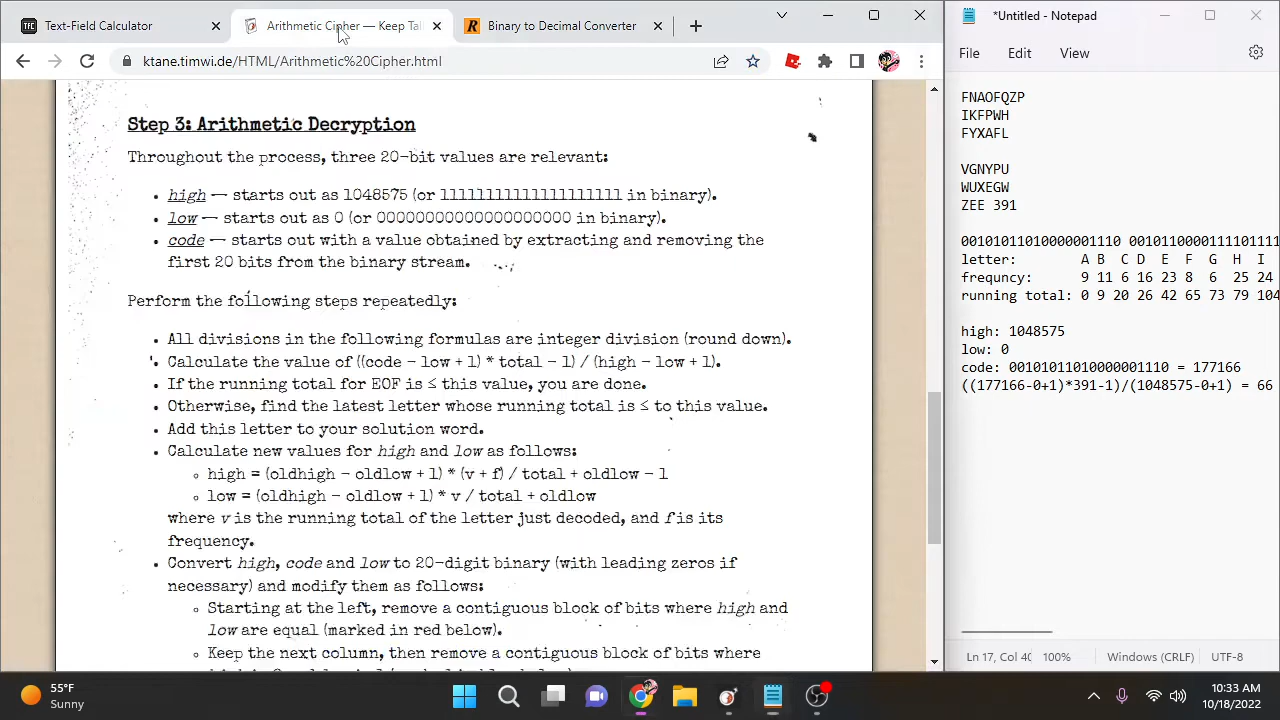 Text-Field Calculator
Arithmetic Cipher — Keep Tal
Binary to Decimal Converter
ktane.timwi.de/HTML/Arithmetic%20Cipher.html
Step 3: Arithmetic Decryption
Throughout the process, three 20-bit values are relevant:
• high — starts out as 1048575 (or 11111111111111111111 in binary).
• low — starts out as 0 (or 00000000000000000000 in binary).
• code — starts out with a value obtained by extracting and removing the
first 20 bits from the binary stream.
Perform the following steps repeatedly:
• All divisions in the following formulas are integer division (round down).
• Calculate the value of ((code − low + 1) * total − 1) / (high − low + 1).
• If the running total for EOF is ≤ this value, you are done.
• Otherwise, find the latest letter whose running total is ≤ to this value.
• Add this letter to your solution word.
• Calculate new values for high and low as follows:
◦ high = (oldhigh − oldlow + 1) * (v + f) / total + oldlow − 1
◦ low = (oldhigh − oldlow + 1) * v / total + oldlow
where v is the running total of the letter just decoded, and f is its
frequency.
• Convert high, code and low to 20-digit binary (with leading zeros if
necessary) and modify them as follows:
◦ Starting at the left, remove a contiguous block of bits where high and
low are equal (marked in red below).
◦ Keep the next column, then remove a contiguous block of bits where
*Untitled - Notepad
File Edit View
FNAOFQZP
IKFPWH
FYXAFL
VGNYPU
WUXEGW
ZEE 391
00101011010000001110 0010110000111101111
letter: A B C D E F G H I
frequncy: 9 11 6 16 23 8 6 25 24
running total: 0 9 20 26 42 65 73 79 104
high: 1048575
low: 0
code: 00101011010000001110 = 177166
((177166-0+1)*391-1)/(1048575-0+1) = 66
Ln 17, Col 40
100%
Windows (CRLF)
UTF-8
55°F
Sunny
10:33 AM
10/18/2022